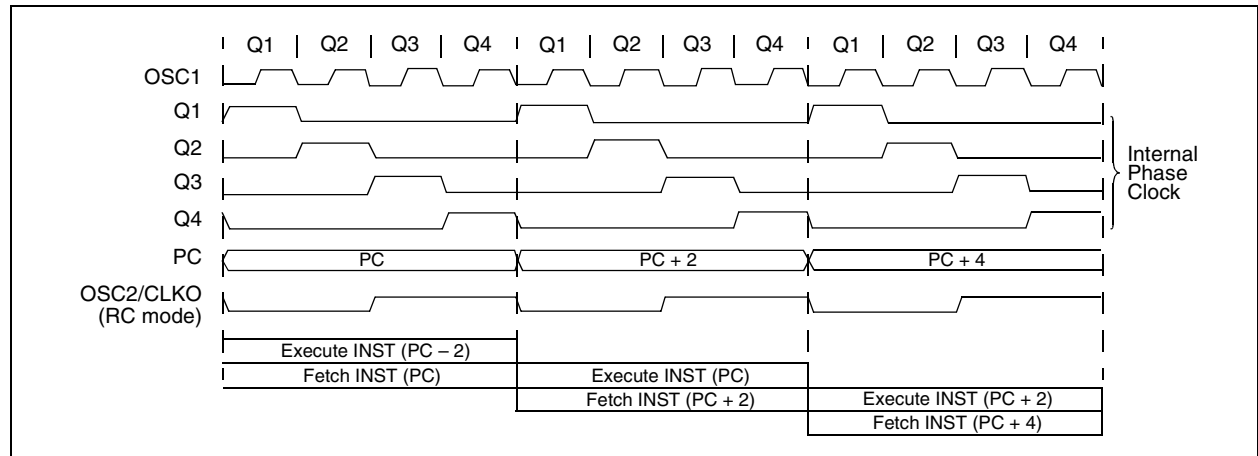 Q1 Q2 Q3 Q4 Q1 Q2 Q3 Q4 Q1 Q2 Q3 Q4
OSC1
Q1
Q2
Q3
Q4
Internal
Phase
Clock
PC PC PC + 2 PC + 4
OSC2/CLKO
(RC mode)
Execute INST (PC – 2)
Fetch INST (PC) Execute INST (PC)
Fetch INST (PC + 2) Execute INST (PC + 2)
Fetch INST (PC + 4)